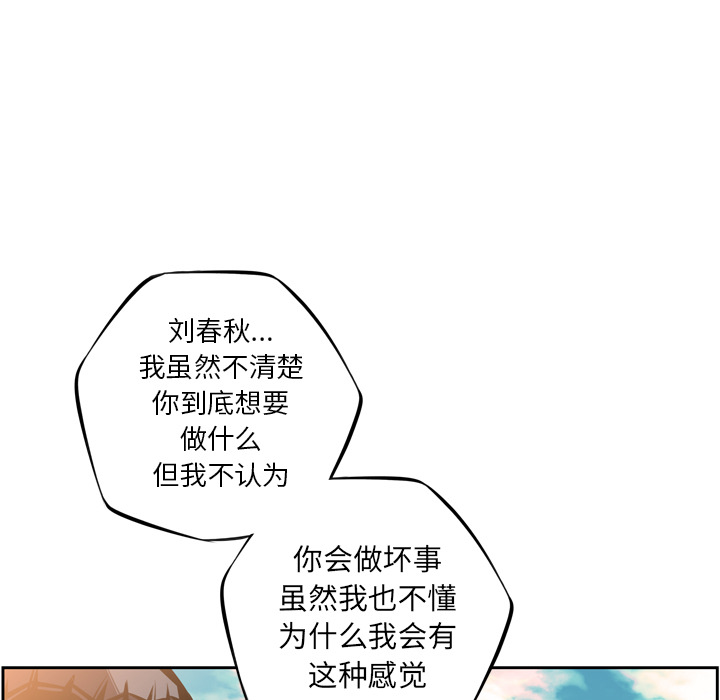 刘春秋...
我虽然不清楚
你到底想要
做什么
但我不认为
你会做坏事
虽然我也不懂
为什么我会有
这种感觉